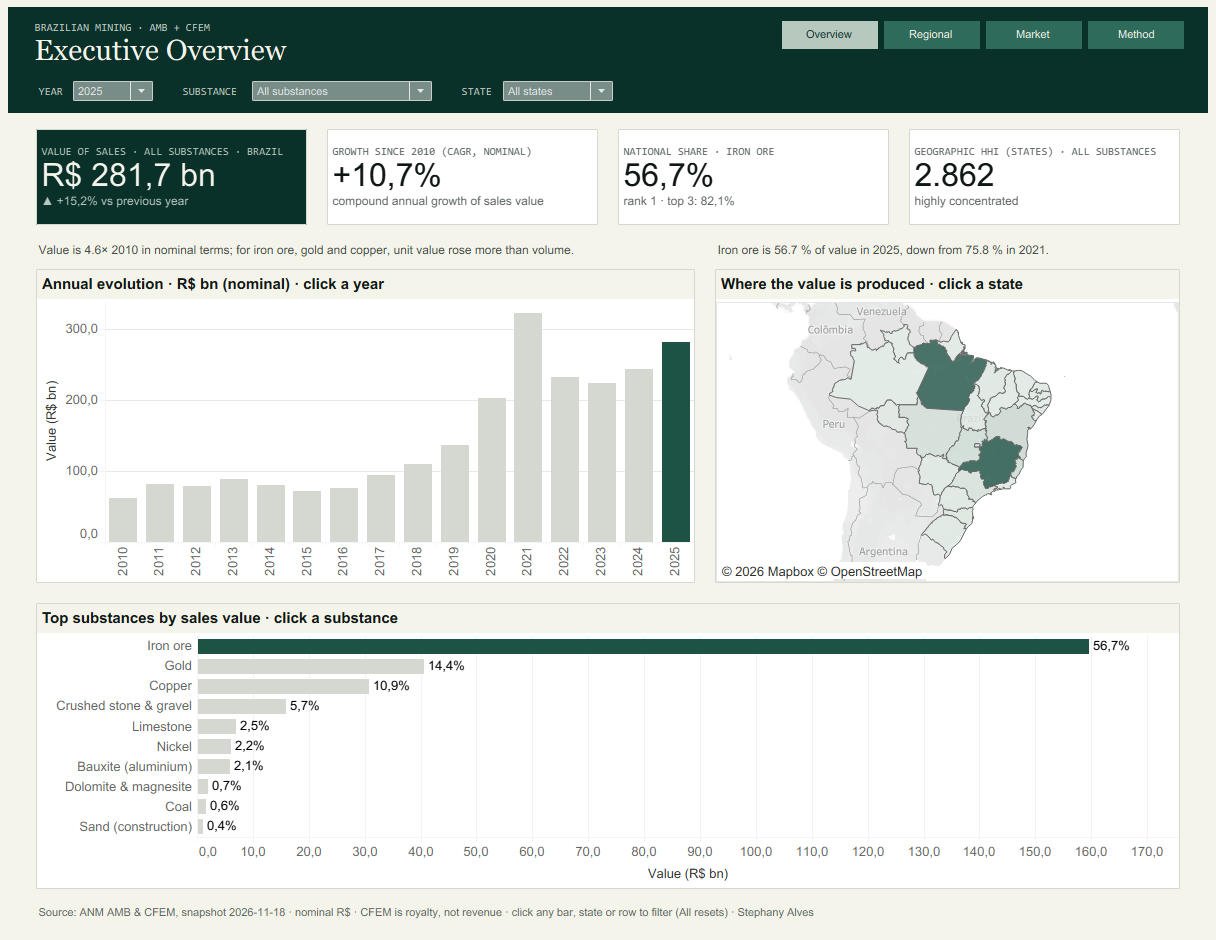 BRAZILIAN MINING · AMB + CFEM
Executive Overview
Overview
Regional
Market
Method
YEAR
2025
SUBSTANCE
All substances
STATE
All states
VALUE OF SALES · ALL SUBSTANCES · BRAZIL
R$ 281,7 bn
▲ +15,2% vs previous year
GROWTH SINCE 2010 (CAGR, NOMINAL)
+10,7%
compound annual growth of sales value
NATIONAL SHARE · IRON ORE
56,7%
rank 1 · top 3: 82,1%
GEOGRAPHIC HHI (STATES) · ALL SUBSTANCES
2.862
highly concentrated
Value is 4.6× 2010 in nominal terms; for iron ore, gold and copper, unit value rose more than volume.
Iron ore is 56.7 % of value in 2025, down from 75.8 % in 2021.
Annual evolution · R$ bn (nominal) · click a year
Value (R$ bn)
300,0
200,0
100,0
0,0
2010
2011
2012
2013
2014
2015
2016
2017
2018
2019
2020
2021
2022
2023
2024
2025
Where the value is produced · click a state
Venezuela
Colômbia
Peru
Argentina
© 2026 Mapbox © OpenStreetMap
Top substances by sales value · click a substance
Iron ore 56,7%
Gold 14,4%
Copper 10,9%
Crushed stone & gravel 5,7%
Limestone 2,5%
Nickel 2,2%
Bauxite (aluminium) 2,1%
Dolomite & magnesite 0,7%
Coal 0,6%
Sand (construction) 0,4%
0,0 10,0 20,0 30,0 40,0 50,0 60,0 70,0 80,0 90,0 100,0 110,0 120,0 130,0 140,0 150,0 160,0 170,0
Value (R$ bn)
Source: ANM AMB & CFEM, snapshot 2026-11-18 · nominal R$ · CFEM is royalty, not revenue · click any bar, state or row to filter (All resets) · Stephany Alves